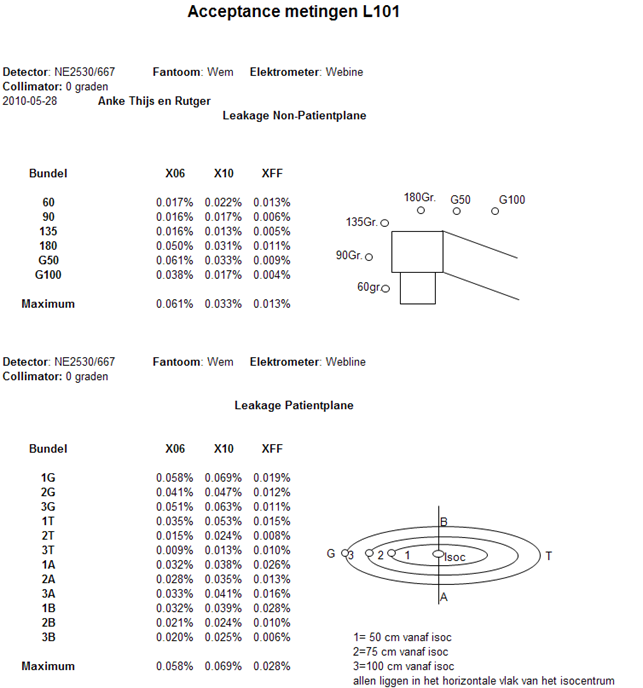 Acceptance metingen L101
Detector: NE2530/667 Fantoom: Wem Elektrometer: Webine
Collimator: 0 graden
2010-05-28 Anke Thijs en Rutger
Leakage Non-Patientplane
Bundel X06 X10 XFF
60 0.017% 0.022% 0.013%
90 0.016% 0.017% 0.006%
135 0.016% 0.013% 0.005%
180 0.050% 0.031% 0.011%
G50 0.061% 0.033% 0.009%
G100 0.038% 0.017% 0.004%
Maximum 0.061% 0.033% 0.013%
180Gr. G50 G100
135Gr.
90Gr.
60gr.
Detector: NE2530/667 Fantoom: Wem Elektrometer: Webline
Collimator: 0 graden
Leakage Patientplane
Bundel X06 X10 XFF
1G 0.058% 0.069% 0.019%
2G 0.041% 0.047% 0.012%
3G 0.051% 0.063% 0.011%
1T 0.035% 0.053% 0.015%
2T 0.015% 0.024% 0.008%
3T 0.009% 0.013% 0.010%
1A 0.032% 0.038% 0.026%
2A 0.028% 0.035% 0.013%
3A 0.033% 0.041% 0.016%
1B 0.032% 0.039% 0.028%
2B 0.021% 0.024% 0.010%
3B 0.020% 0.025% 0.006%
Maximum 0.058% 0.069% 0.028%
B
G 3 2 1 Isoc T
A
1= 50 cm vanaf isoc
2=75 cm vanaf isoc
3=100 cm vanaf isoc
allen liggen in het horizontale vlak van het isocentrum